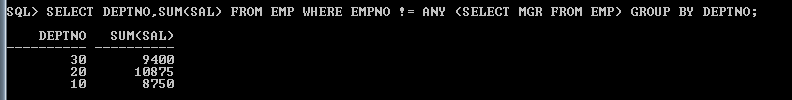 SQL> SELECT DEPTNO,SUM(SAL) FROM EMP WHERE EMPNO != ANY (SELECT MGR FROM EMP) GROUP BY DEPTNO;
DEPTNO SUM(SAL)
---------- ----------
30 9400
20 10875
10 8750